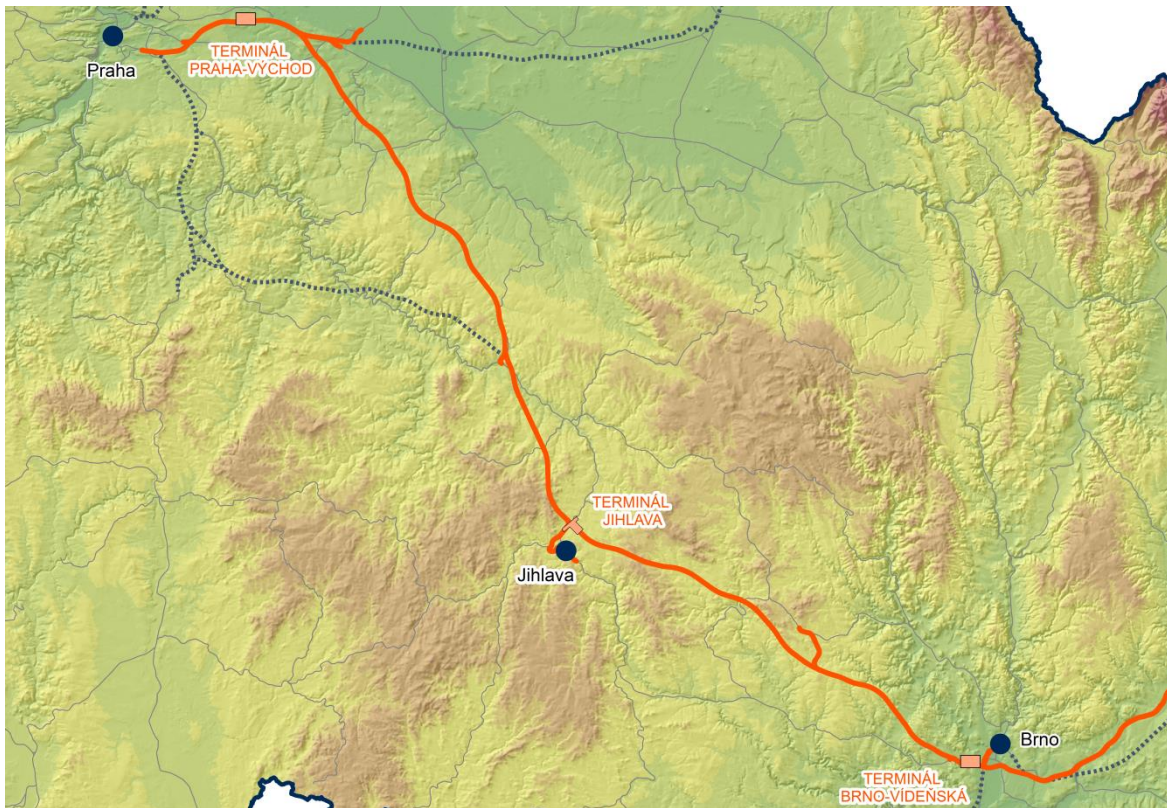 TERMINÁL
PRAHA-VÝCHOD
Praha
TERMINÁL
JIHLAVA
Jihlava
Brno
TERMINÁL
BRNO-VÍDEŇSKÁ